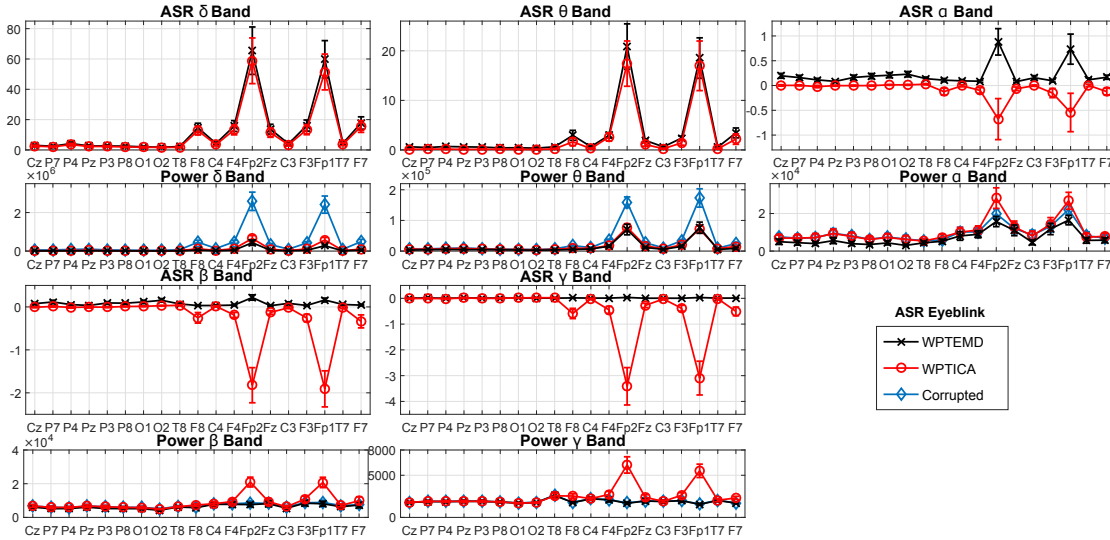 ASR δ Band
80
60
40
20
0
Cz P7 P4 Pz P3 P8 O1 O2 T8 F8 C4 F4Fp2Fz C3 F3Fp1T7 F7
ASR θ Band
20
10
0
Cz P7 P4 Pz P3 P8 O1 O2 T8 F8 C4 F4Fp2Fz C3 F3Fp1T7 F7
ASR α Band
1
0.5
0
-0.5
-1
Cz P7 P4 Pz P3 P8 O1 O2 T8 F8 C4 F4Fp2Fz C3 F3Fp1T7 F7
×10⁶
Power δ Band
2
0
Cz P7 P4 Pz P3 P8 O1 O2 T8 F8 C4 F4Fp2Fz C3 F3Fp1T7 F7
×10⁵
Power θ Band
2
1
0
Cz P7 P4 Pz P3 P8 O1 O2 T8 F8 C4 F4Fp2Fz C3 F3Fp1T7 F7
×10⁴
Power α Band
2
0
Cz P7 P4 Pz P3 P8 O1 O2 T8 F8 C4 F4Fp2Fz C3 F3Fp1T7 F7
ASR β Band
0
-1
-2
Cz P7 P4 Pz P3 P8 O1 O2 T8 F8 C4 F4Fp2Fz C3 F3Fp1T7 F7
ASR γ Band
0
-1
-2
-3
-4
Cz P7 P4 Pz P3 P8 O1 O2 T8 F8 C4 F4Fp2Fz C3 F3Fp1T7 F7
ASR Eyeblink
WPTEMD
WPTICA
Corrupted
×10⁴
Power β Band
4
2
0
Cz P7 P4 Pz P3 P8 O1 O2 T8 F8 C4 F4Fp2Fz C3 F3Fp1T7 F7
Power γ Band
8000
5000
0
Cz P7 P4 Pz P3 P8 O1 O2 T8 F8 C4 F4Fp2Fz C3 F3Fp1T7 F7